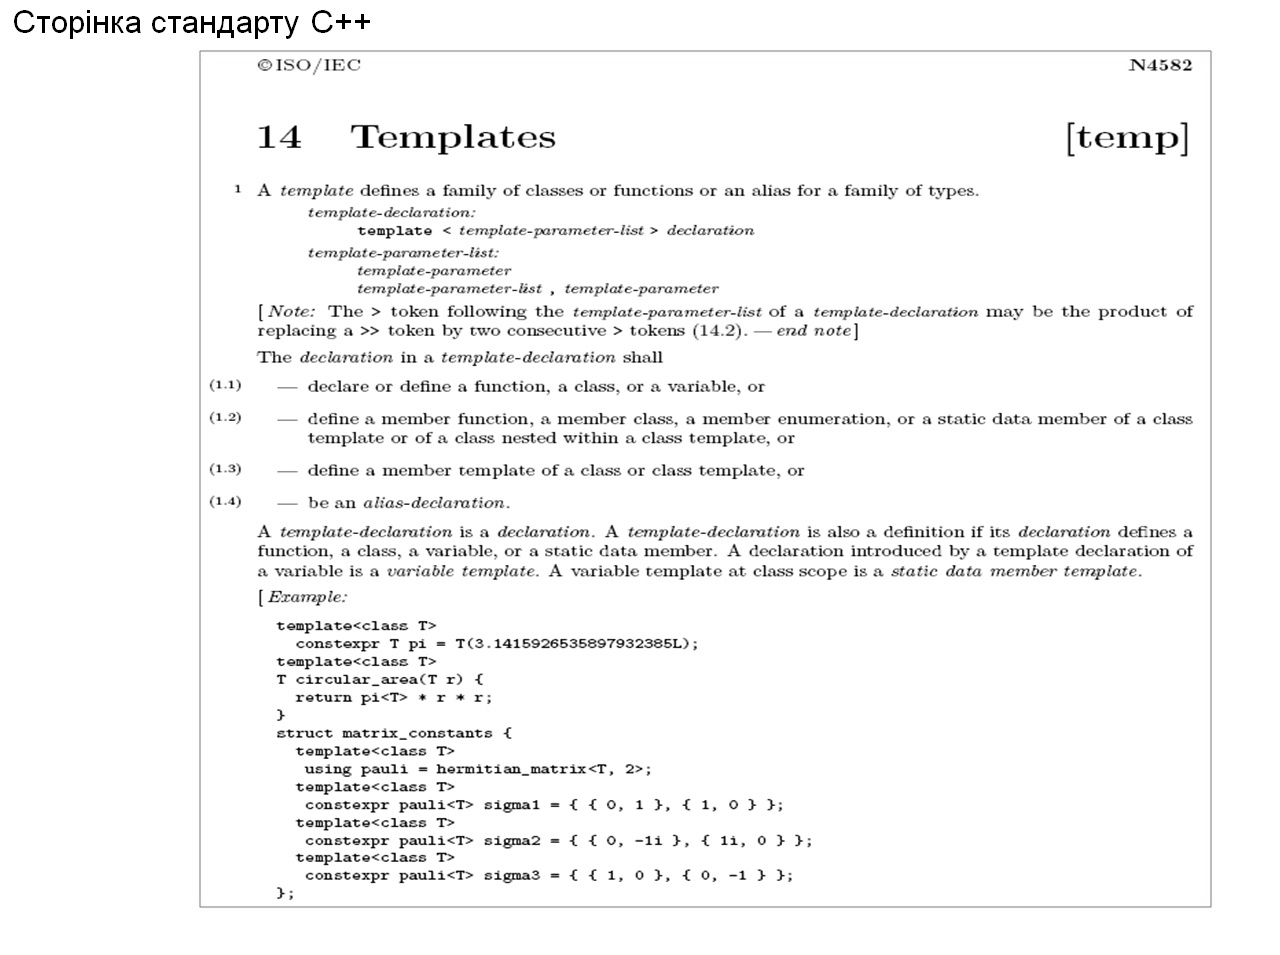 Сторінка стандарту C++
©ISO/IEC N4582
14 Templates [temp]
1 A template defines a family of classes or functions or an alias for a family of types.
template-declaration:
template < template-parameter-list > declaration
template-parameter-list:
template-parameter
template-parameter-list , template-parameter
[ Note: The > token following the template-parameter-list of a template-declaration may be the product of
replacing a >> token by two consecutive > tokens (14.2). — end note ]
The declaration in a template-declaration shall
(1.1) — declare or define a function, a class, or a variable, or
(1.2) — define a member function, a member class, a member enumeration, or a static data member of a class
template or of a class nested within a class template, or
(1.3) — define a member template of a class or class template, or
(1.4) — be an alias-declaration.
A template-declaration is a declaration. A template-declaration is also a definition if its declaration defines a
function, a class, a variable, or a static data member. A declaration introduced by a template declaration of
a variable is a variable template. A variable template at class scope is a static data member template.
[ Example:
template<class T>
constexpr T pi = T(3.1415926535897932385L);
template<class T>
T circular_area(T r) {
return pi<T> * r * r;
}
struct matrix_constants {
template<class T>
using pauli = hermitian_matrix<T, 2>;
template<class T>
constexpr pauli<T> sigma1 = { { 0, 1 }, { 1, 0 } };
template<class T>
constexpr pauli<T> sigma2 = { { 0, -1i }, { 1i, 0 } };
template<class T>
constexpr pauli<T> sigma3 = { { 1, 0 }, { 0, -1 } };
};